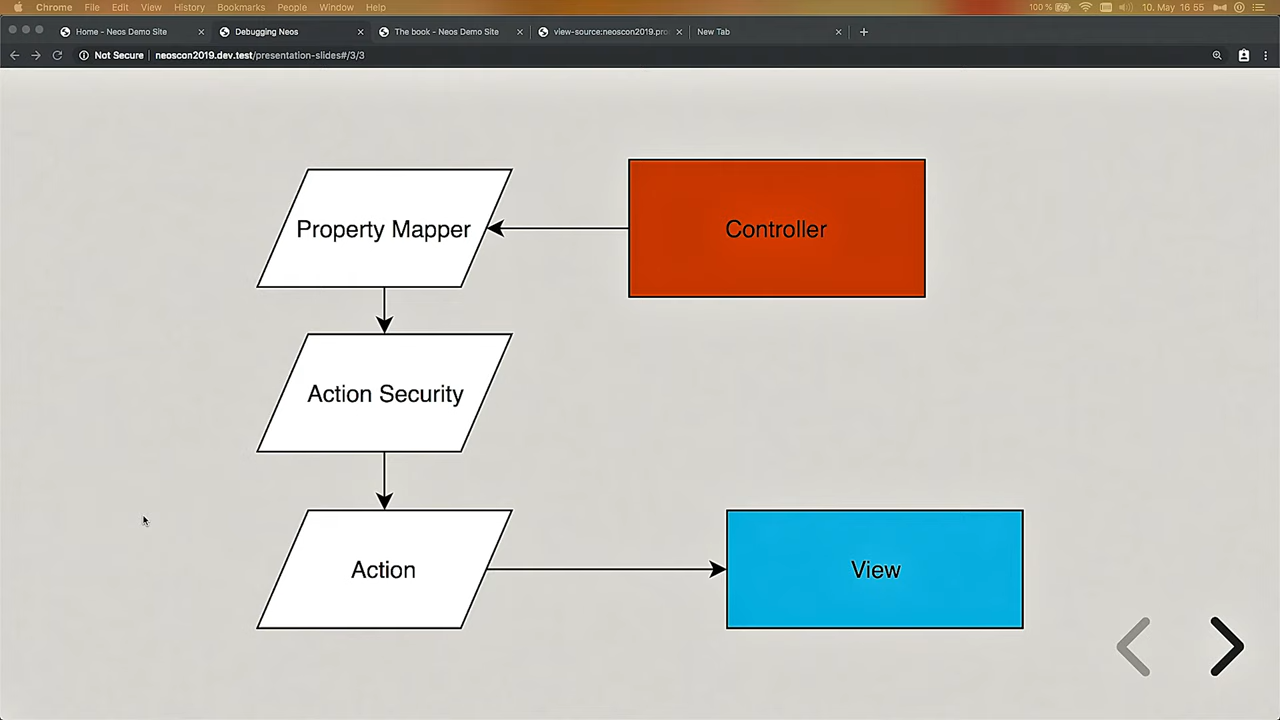 Chrome File Edit View History Bookmarks People Window Help 100 % 10. May 16 55
Home - Neos Demo Site Debugging Neos The book - Neos Demo Site view-source:neoscon2019.pro New Tab
Not Secure neoscon2019.dev.test/presentation-slides#/3/3
Property Mapper Controller
Action Security
Action View